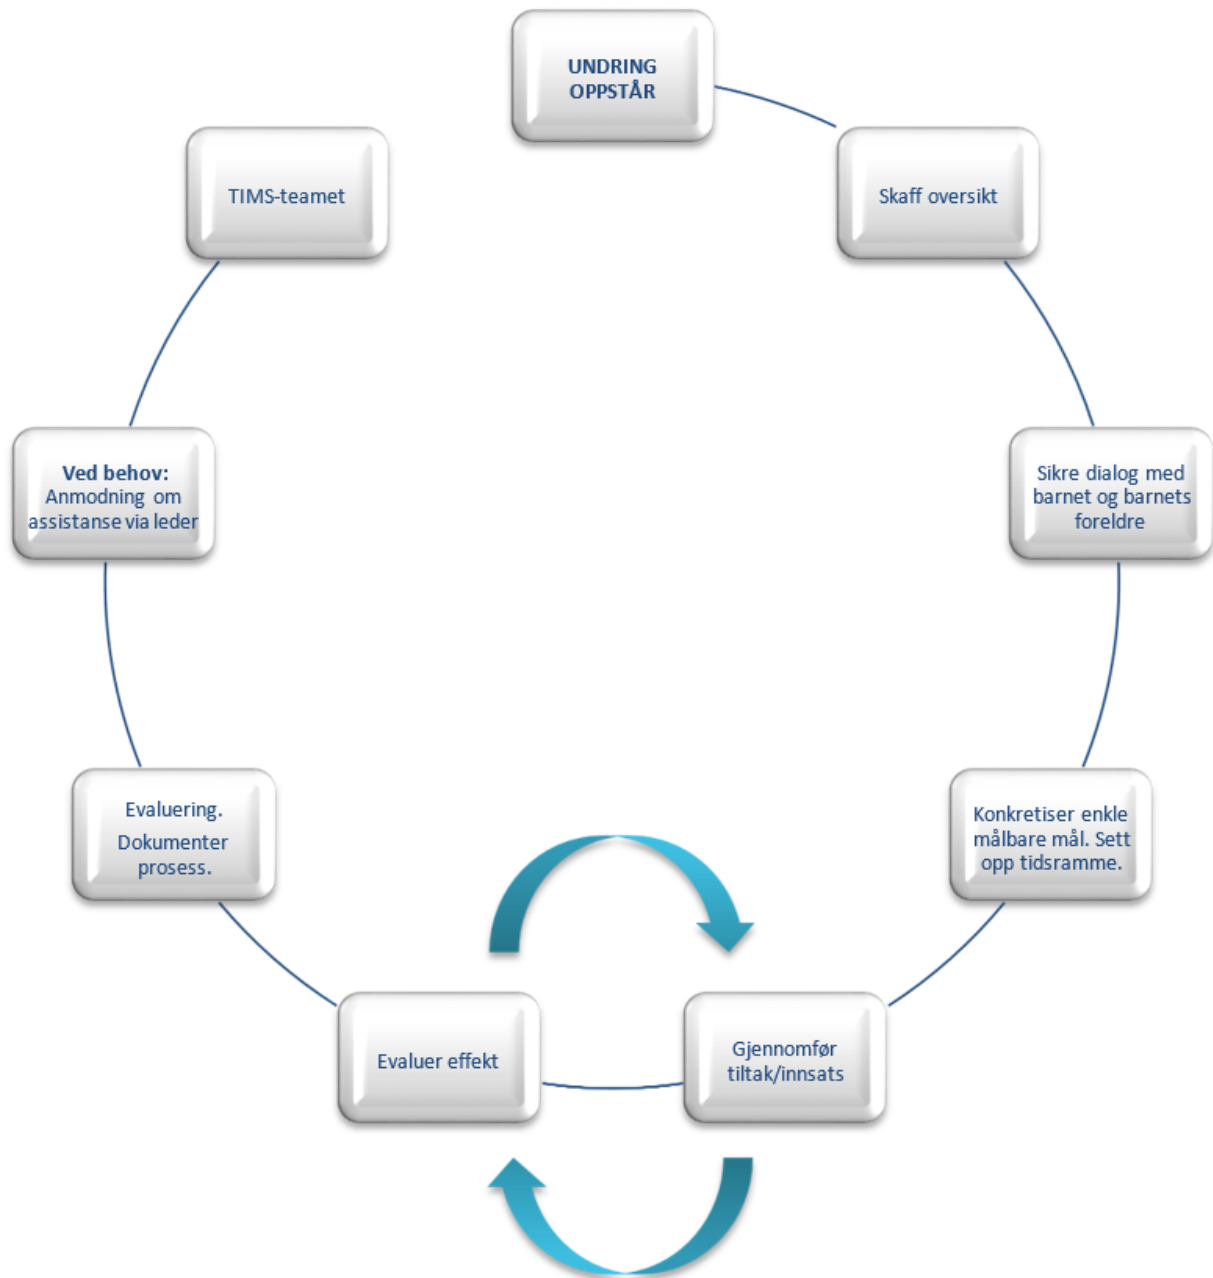 UNDRING
OPPSTÅR
Skaff oversikt
Sikre dialog med
barnet og barnets
foreldre
Konkretiser enkle
målbare mål. Sett
opp tidsramme.
Gjennomfør
tiltak/innsats
Evaluer effekt
Evaluering.
Dokumenter
prosess.
Ved behov:
Anmodning om
assistanse via leder
TIMS-teamet